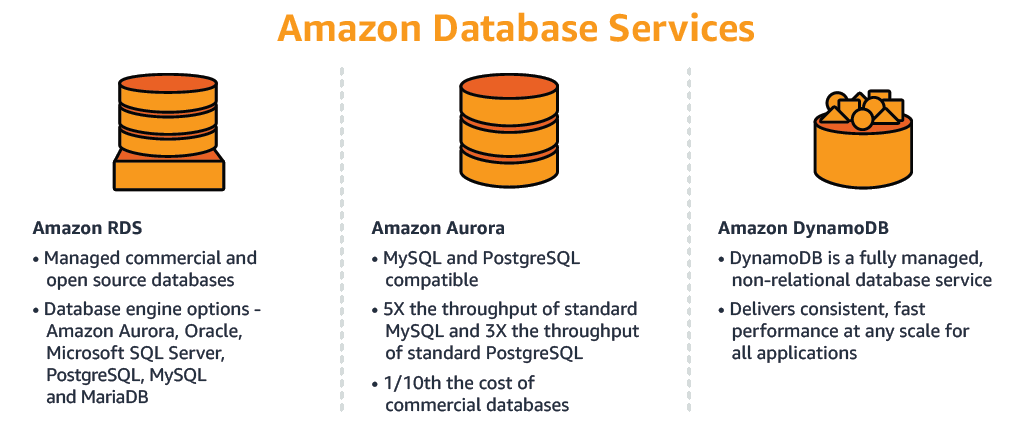 Amazon Database Services
Amazon RDS
• Managed commercial and
open source databases
• Database engine options -
Amazon Aurora, Oracle,
Microsoft SQL Server,
PostgreSQL, MySQL
and MariaDB
Amazon Aurora
• MySQL and PostgreSQL
compatible
• 5X the throughput of standard
MySQL and 3X the throughput
of standard PostgreSQL
• 1/10th the cost of
commercial databases
Amazon DynamoDB
• DynamoDB is a fully managed,
non-relational database service
• Delivers consistent, fast
performance at any scale for
all applications